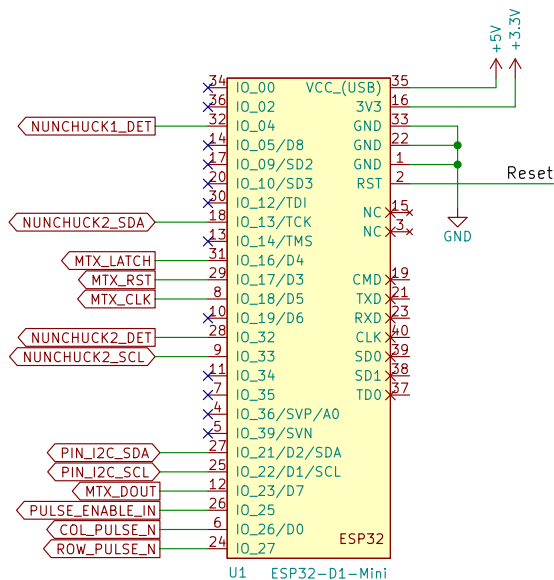 +5V
+3.3V
34 IO_00 VCC_(USB) 35
36 IO_02 3V3 16
NUNCHUCK1_DET 32 IO_04 GND 33
14 IO_05/D8 GND 22
17 IO_09/SD2 GND 1
20 IO_10/SD3 RST 2 Reset
30 IO_12/TDI
NC 15
NUNCHUCK2_SDA 18 IO_13/TCK
NC 3
GND
13 IO_14/TMS
MTX_LATCH 31 IO_16/D4
MTX_RST 29 IO_17/D3 CMD 19
MTX_CLK 8 IO_18/D5 TXD 21
10 IO_19/D6 RXD 23
NUNCHUCK2_DET 28 IO_32 CLK 40
NUNCHUCK2_SCL 9 IO_33 SD0 39
11 IO_34 SD1 38
7 IO_35 TD0 37
4 IO_36/SVP/A0
5 IO_39/SVN
PIN_I2C_SDA 27 IO_21/D2/SDA
PIN_I2C_SCL 25 IO_22/D1/SCL
MTX_DOUT 12 IO_23/D7
PULSE_ENABLE_IN 26 IO_25
COL_PULSE_N 6 IO_26/D0
ESP32
ROW_PULSE_N 24 IO_27
U1 ESP32-D1-Mini